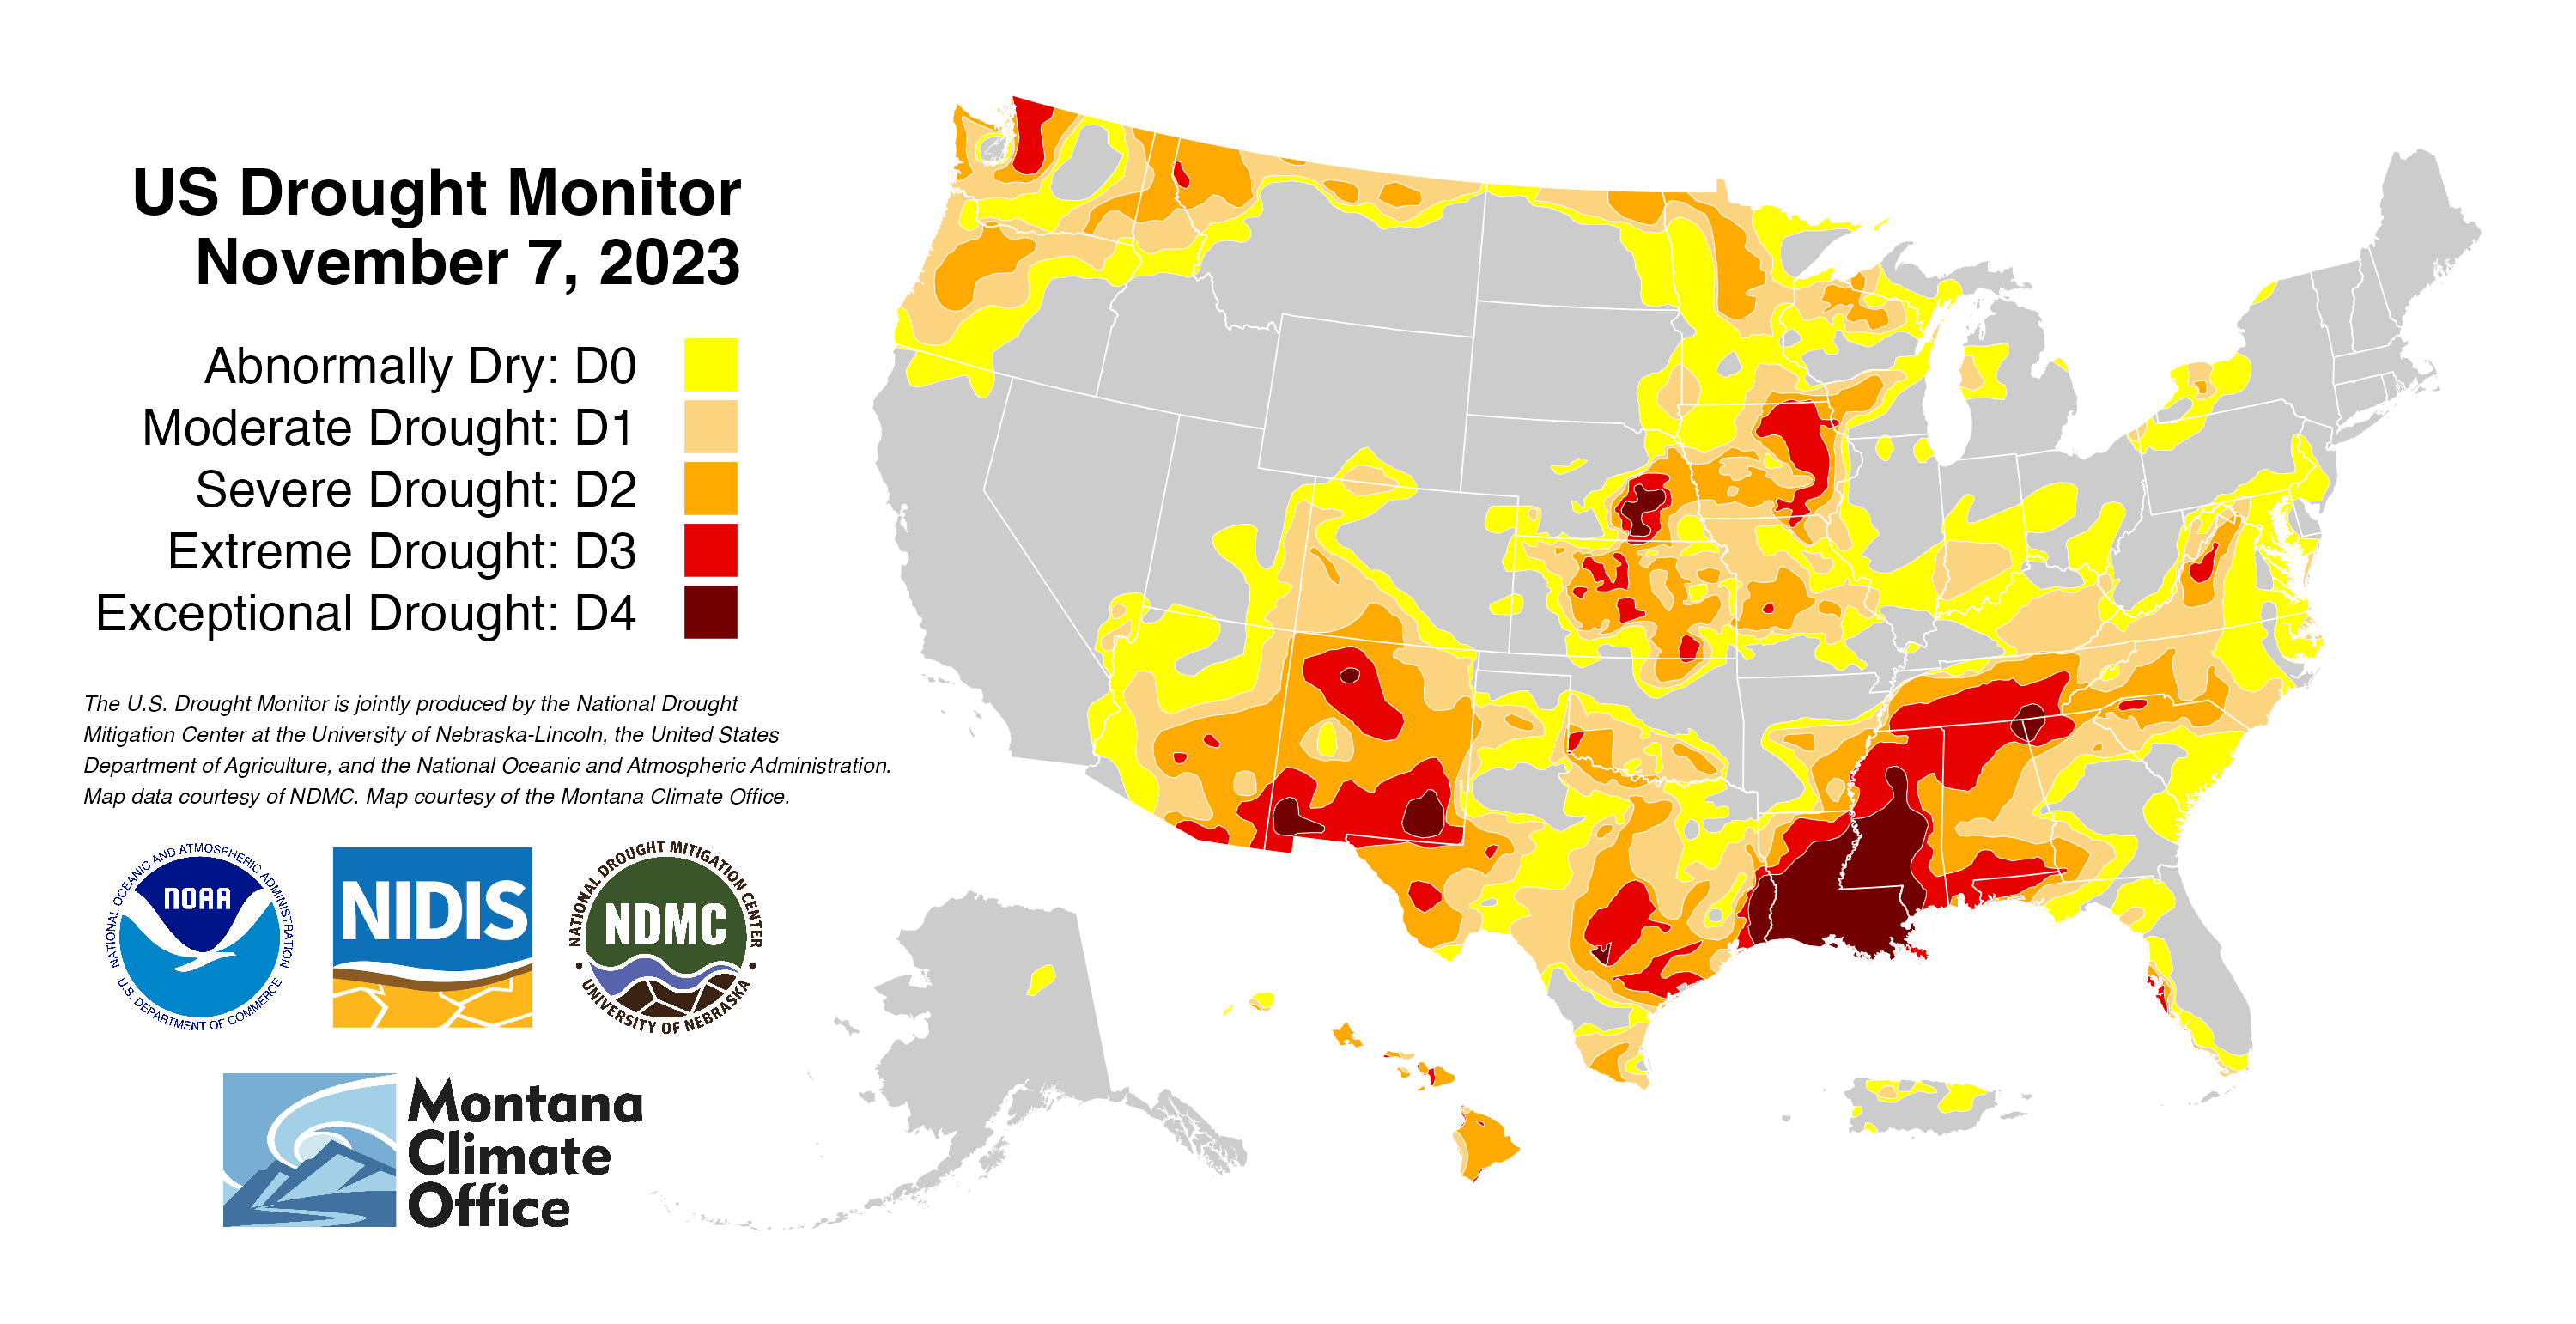 US Drought Monitor
November 7, 2023
Abnormally Dry: D0
Moderate Drought: D1
Severe Drought: D2
Extreme Drought: D3
Exceptional Drought: D4
The U.S. Drought Monitor is jointly produced by the National Drought
Mitigation Center at the University of Nebraska-Lincoln, the United States
Department of Agriculture, and the National Oceanic and Atmospheric Administration.
Map data courtesy of NDMC. Map courtesy of the Montana Climate Office.
NATIONAL OCEANIC AND ATMOSPHERIC ADMINISTRATION
NOAA
U.S. DEPARTMENT OF COMMERCE
NIDIS
NATIONAL DROUGHT MITIGATION CENTER
NDMC
UNIVERSITY OF NEBRASKA
Montana
Climate
Office